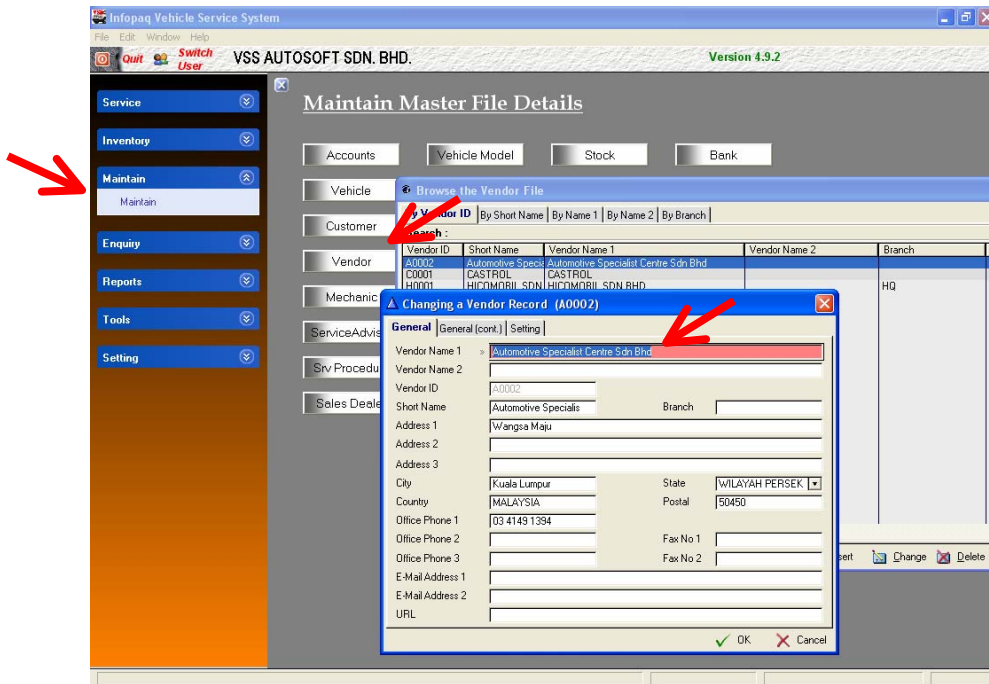 Infopaq Vehicle Service System
File Edit Window Help
Quit Switch User VSS AUTOSOFT SDN. BHD. Version 4.9.2
Service
Inventory
Maintain
Maintain
Enquiry
Reports
Tools
Setting
Maintain Master File Details
Accounts Vehicle Model Stock Bank
Vehicle
Customer
Vendor
Mechanic
ServiceAdvis
Srv Procedu
Sales Deale
Browse the Vendor File
By Vendor ID By Short Name By Name 1 By Name 2 By Branch
Search :
Vendor ID Short Name Vendor Name 1 Vendor Name 2 Branch
A0002 Automotive Specia Automotive Specialist Centre Sdn Bhd
C0001 CASTROL CASTROL
H0001 HICOMOBIL SDN HICOMOBIL SDN BHD HQ
sert Change Delete
Changing a Vendor Record (A0002)
General General (cont.) Setting
Vendor Name 1 » Automotive Specialist Centre Sdn Bhd
Vendor Name 2
Vendor ID A0002
Short Name Automotive Specialis Branch
Address 1 Wangsa Maju
Address 2
Address 3
City Kuala Lumpur State WILAYAH PERSEK
Country MALAYSIA Postal 50450
Office Phone 1 03 4149 1394
Office Phone 2 Fax No 1
Office Phone 3 Fax No 2
E-Mail Address 1
E-Mail Address 2
URL
OK Cancel